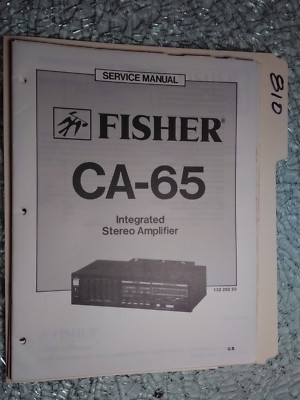 SERVICE MANUAL
810
FISHER®
CA-65
Integrated
Stereo Amplifier